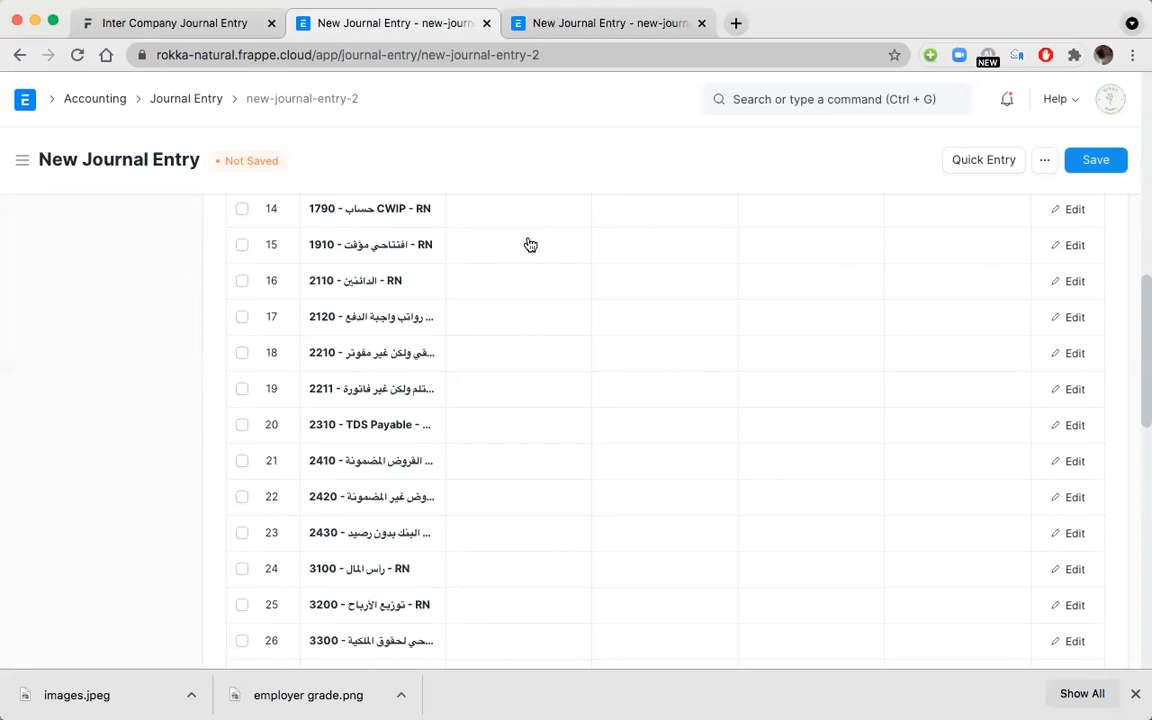 Inter Company Journal Entry
New Journal Entry - new-journ
New Journal Entry - new-journ
rokka-natural.frappe.cloud/app/journal-entry/new-journal-entry-2
NEW
E
Accounting
Journal Entry
new-journal-entry-2
Search or type a command (Ctrl + G)
Help
New Journal Entry
Not Saved
Quick Entry
Save
14 1790 - حساب CWIP - RN Edit
15 1910 - افتتاحي مؤقت - RN Edit
16 2110 - الدائنين - RN Edit
17 2120 - رواتب واجبة الدفع ... Edit
18 2210 - في ولكن غير مفوتر... Edit
19 2211 - تلم ولكن غير فاتورة... Edit
20 2310 - TDS Payable - ... Edit
21 2410 - القروض المضمونة ... Edit
22 2420 - وض غير المضمونة... Edit
23 2430 - البنك بدون رصيد ... Edit
24 3100 - رأس المال - RN Edit
25 3200 - توزيع الأرباح - RN Edit
26 3300 - حي لحقوق الملكية... Edit
images.jpeg
employer grade.png
Show All